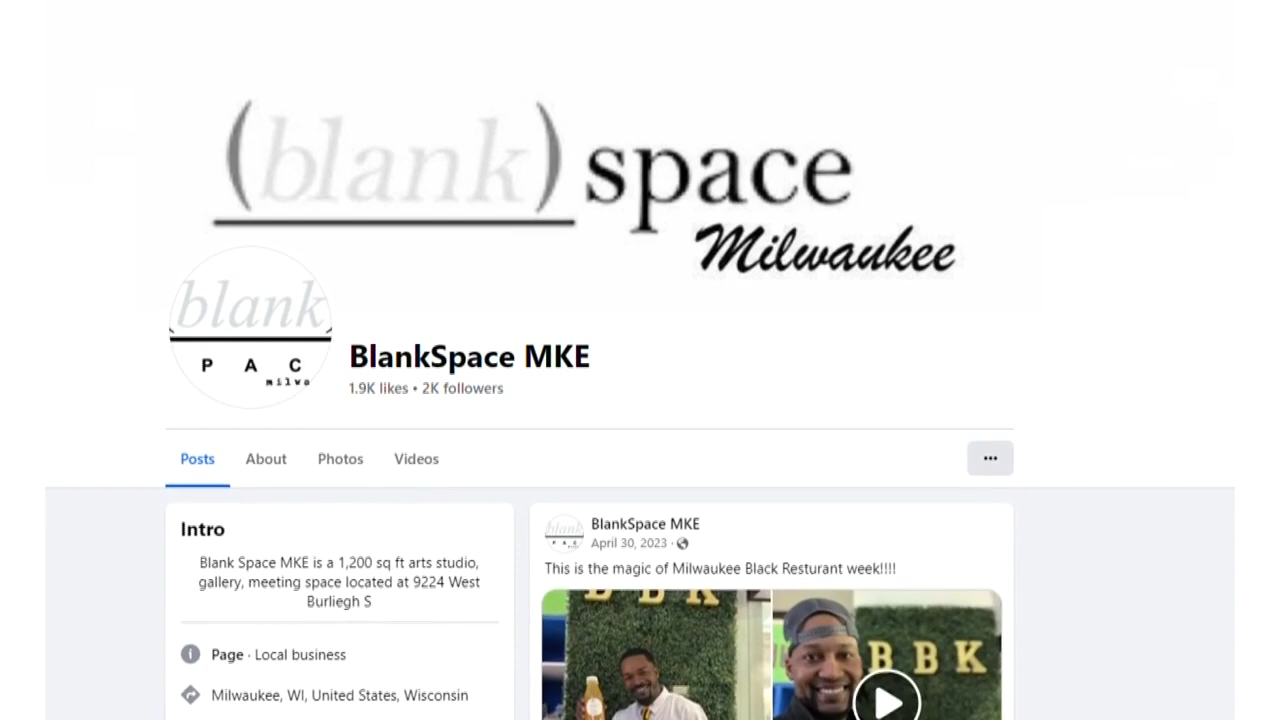 (blank) space
Milwaukee
blank
P A C
milwa
BlankSpace MKE
1.9K likes • 2K followers
Posts About Photos Videos
Intro
Blank Space MKE is a 1,200 sq ft arts studio,
gallery, meeting space located at 9224 West
Burliegh S
Page · Local business
Milwaukee, WI, United States, Wisconsin
blank
P A C
BlankSpace MKE
April 30, 2023 ·
This is the magic of Milwaukee Black Resturant week!!!!
B B K
B B K